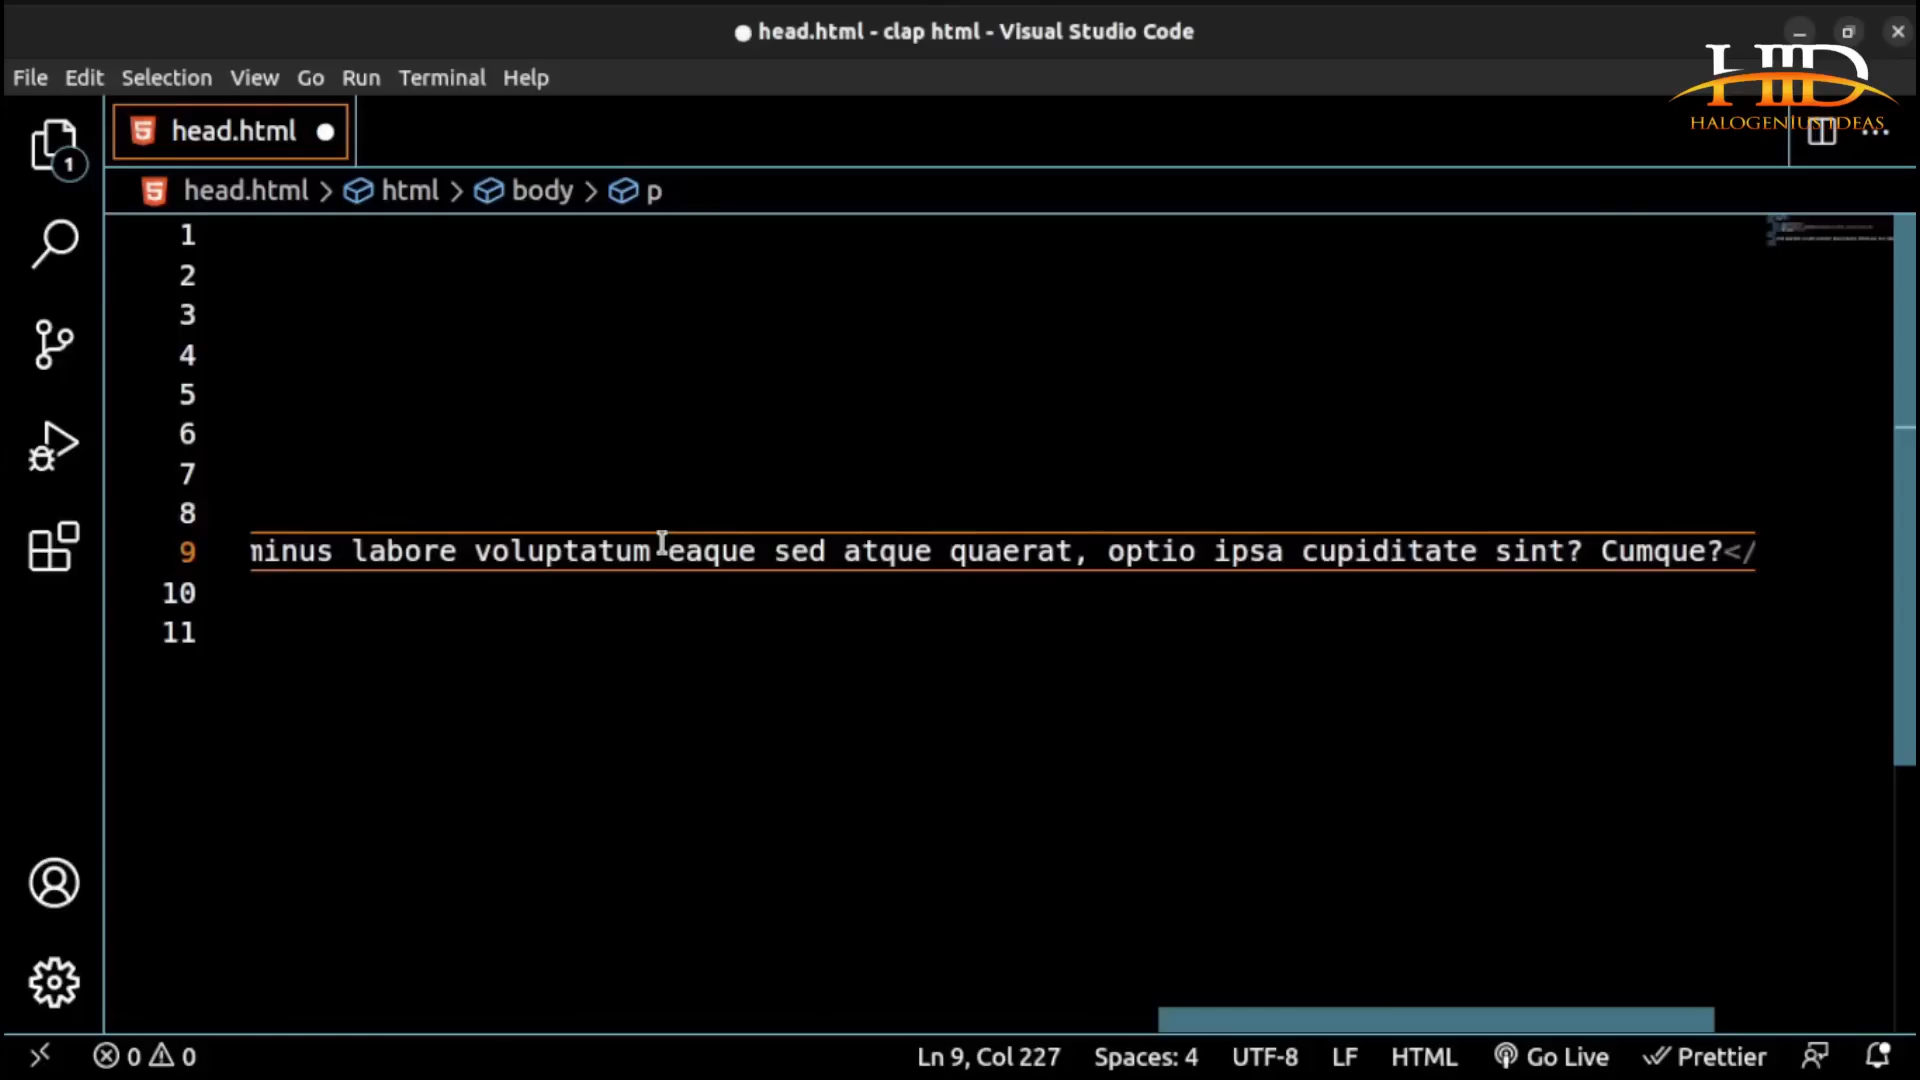 head.html - clap html - Visual Studio Code
File Edit Selection View Go Run Terminal Help
HID
HALOGENIUS IDEAS
head.html
1
head.html > html > body > p
1
2
3
4
5
6
7
8
9 minus labore voluptatum eaque sed atque quaerat, optio ipsa cupiditate sint? Cumque?</
10
11
0 0 Ln 9, Col 227 Spaces: 4 UTF-8 LF HTML Go Live Prettier